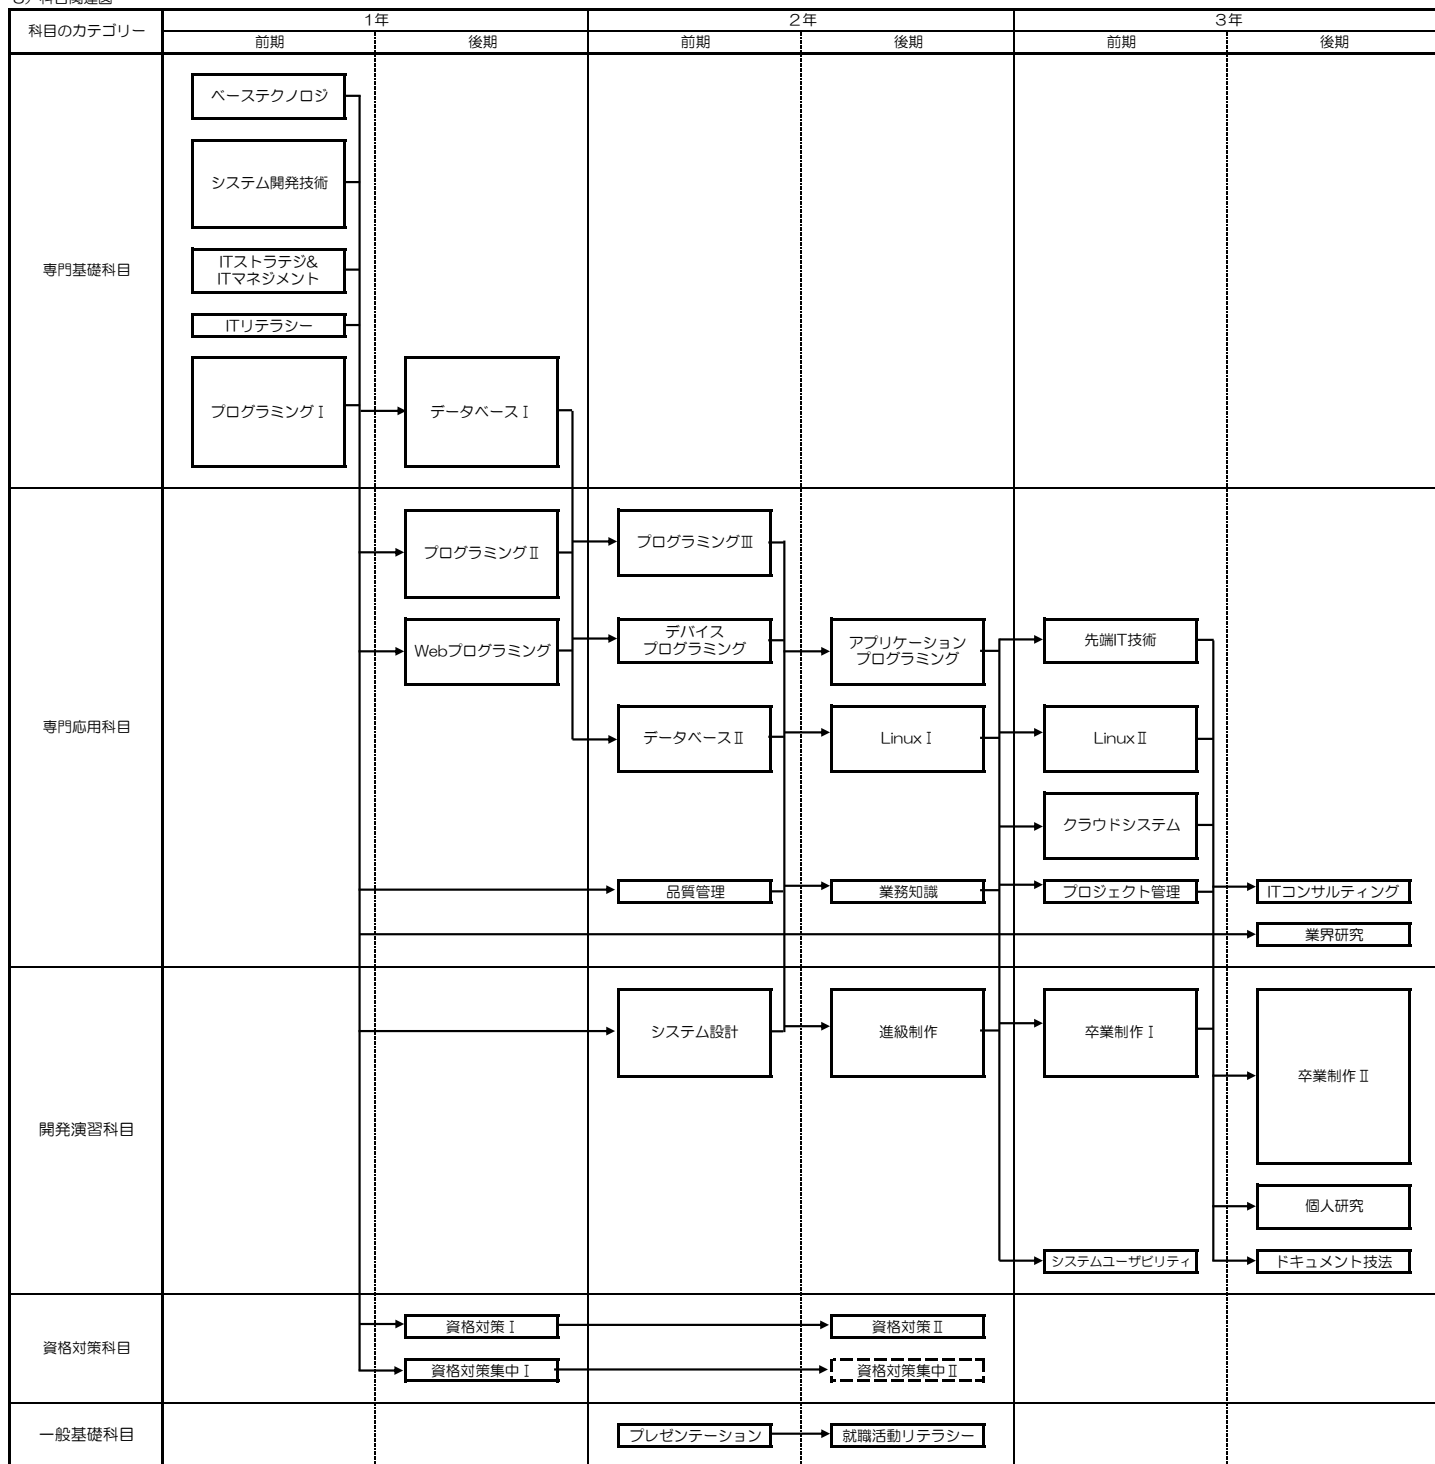 科目関連図
科目のカテゴリー
1年
2年
3年
前期
後期
前期
後期
前期
後期
専門基礎科目
ベーステクノロジ
システム開発技術
ITストラテジ&
ITマネジメント
ITリテラシー
プログラミングⅠ
データベースⅠ
専門応用科目
プログラミングⅡ
プログラミングⅢ
Webプログラミング
デバイス
プログラミング
アプリケーション
プログラミング
先端IT技術
データベースⅡ
LinuxⅠ
LinuxⅡ
クラウドシステム
品質管理
業務知識
プロジェクト管理
ITコンサルティング
業界研究
開発演習科目
システム設計
進級制作
卒業制作Ⅰ
卒業制作Ⅱ
個人研究
システムユーザビリティ
ドキュメント技法
資格対策科目
資格対策Ⅰ
資格対策Ⅱ
資格対策集中Ⅰ
資格対策集中Ⅱ
一般基礎科目
プレゼンテーション
就職活動リテラシー